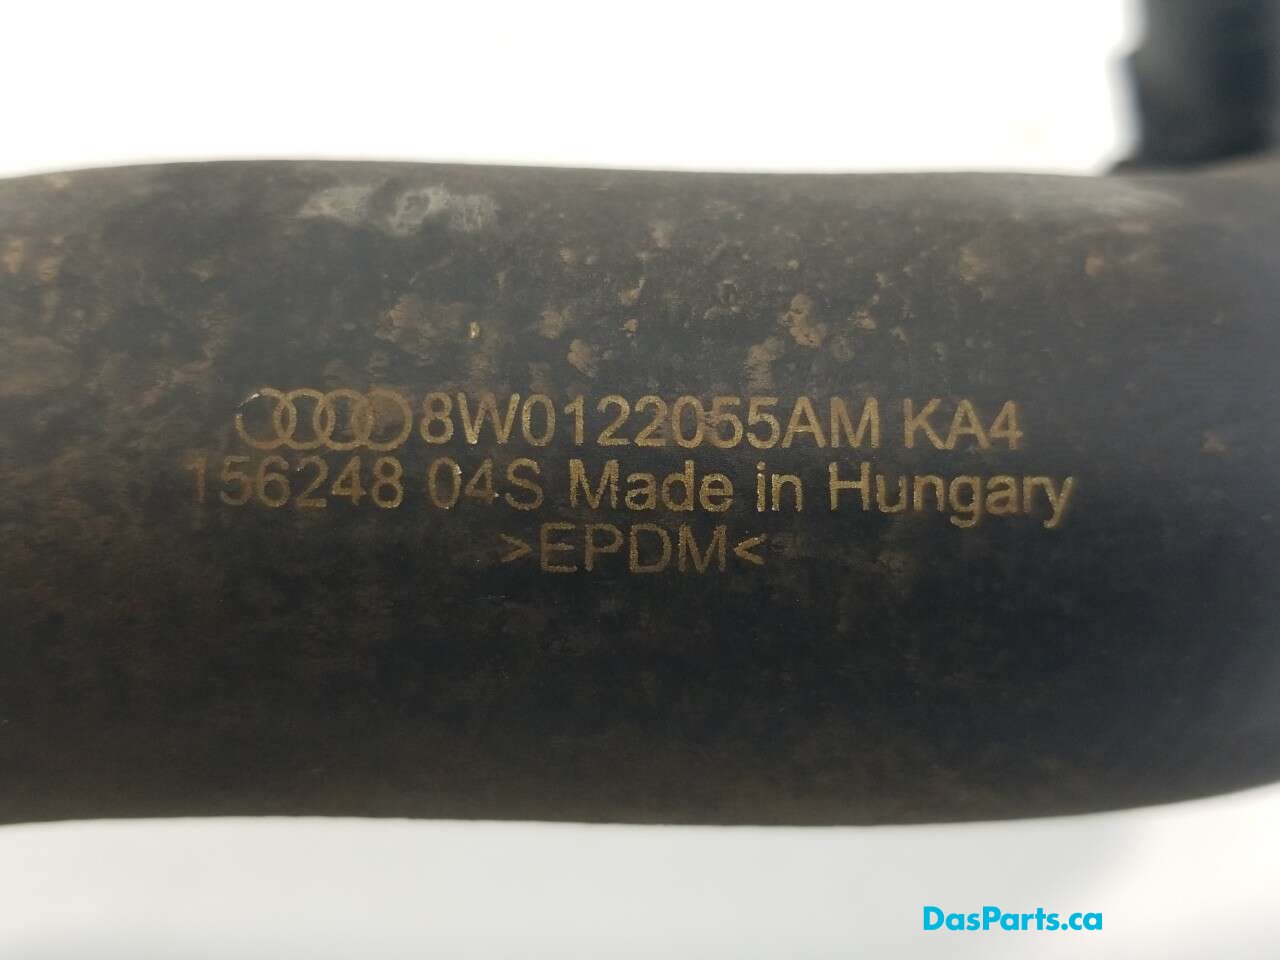 8W0122055AM KA4
156248 04S Made in Hungary
>EPDM<
DasParts.ca